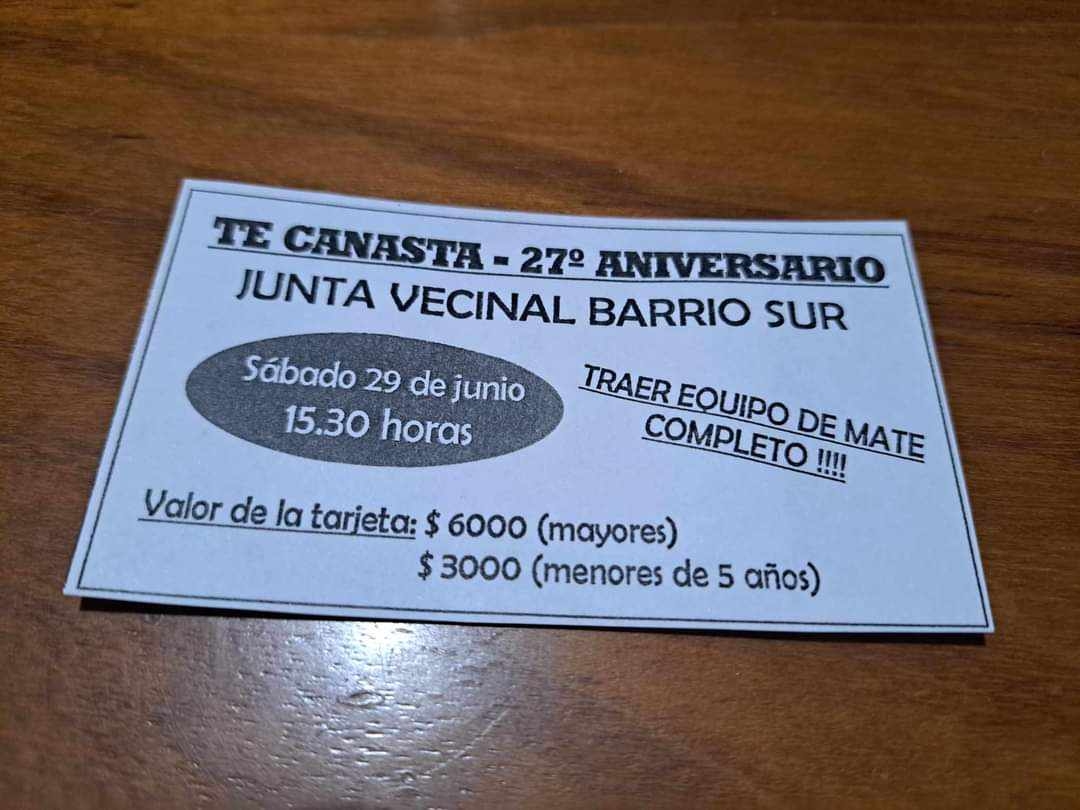 TE CANASTA - 27º ANIVERSARIO
JUNTA VECINAL BARRIO SUR
Sábado 29 de junio
15.30 horas
TRAER EQUIPO DE MATE
COMPLETO !!!!
Valor de la tarjeta: $ 6000 (mayores)
$ 3000 (menores de 5 años)